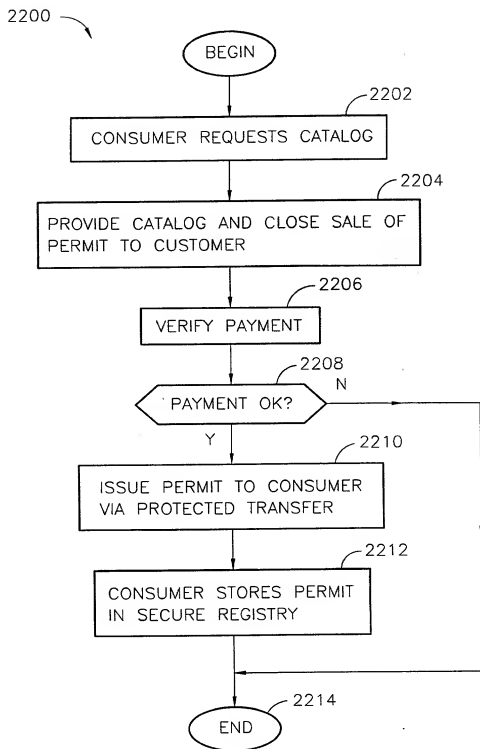 2200
BEGIN
2202
CONSUMER REQUESTS CATALOG
2204
PROVIDE CATALOG AND CLOSE SALE OF
PERMIT TO CUSTOMER
2206
VERIFY PAYMENT
2208
PAYMENT OK?
N
Y
2210
ISSUE PERMIT TO CONSUMER
VIA PROTECTED TRANSFER
2212
CONSUMER STORES PERMIT
IN SECURE REGISTRY
2214
END